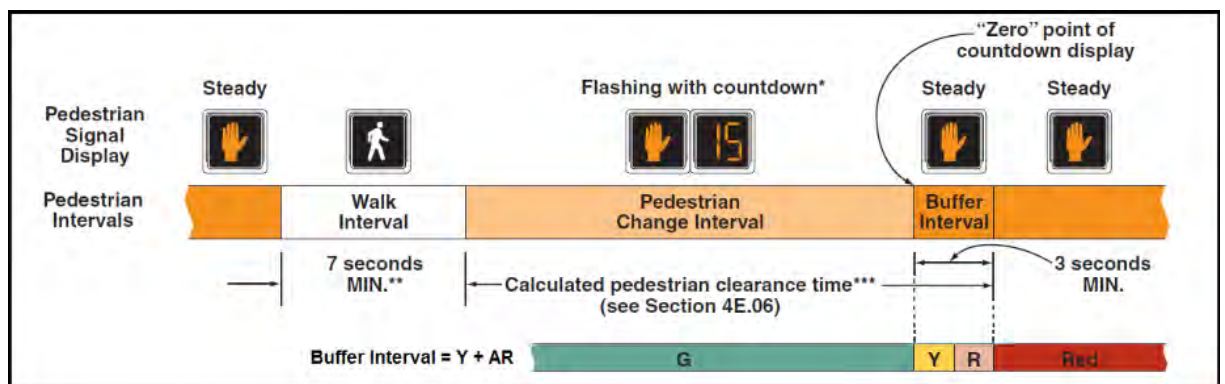 "Zero" point of
countdown display
Steady
Flashing with countdown*
Steady
Steady
Pedestrian
Signal
Display
15
Pedestrian
Intervals
Walk
Interval
Pedestrian
Change Interval
Buffer
Interval
7 seconds
MIN.**
Calculated pedestrian clearance time***
(see Section 4E.06)
3 seconds
MIN.
Buffer Interval = Y + AR
G
Y
R
Red